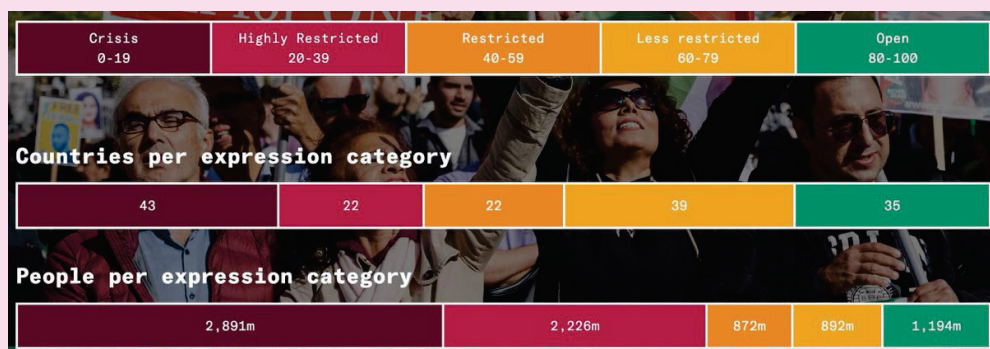 Crisis
0-19
Highly Restricted
20-39
Restricted
40-59
Less restricted
60-79
Open
80-100
FREE
Countries per expression category
43 22 22 39 35
People per expression category
2,891m 2,226m 872m 892m 1,194m